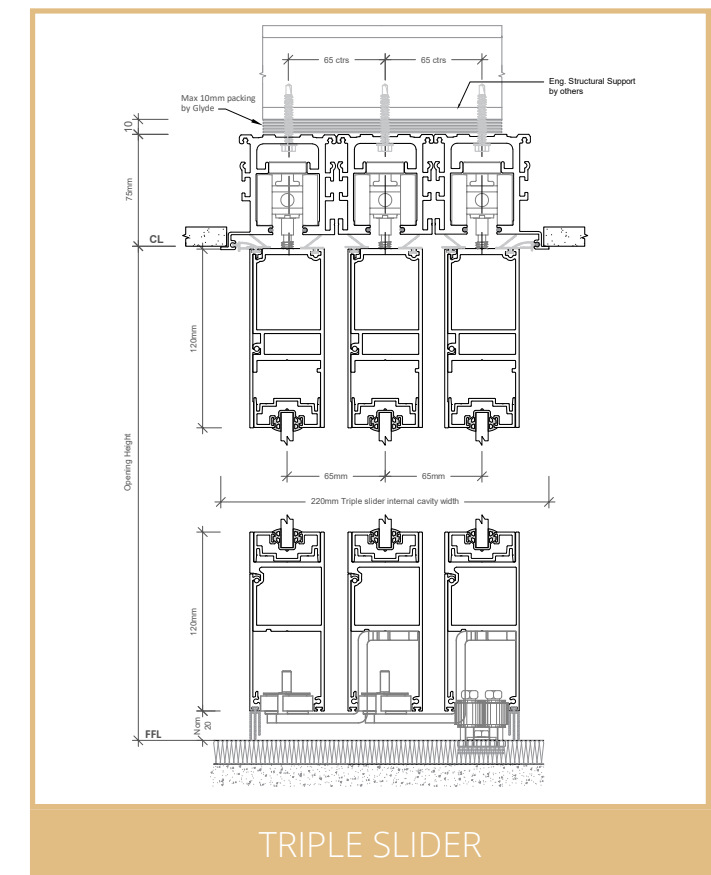 65 ctrs
65 ctrs
Eng. Structural Support
by others
Max 10mm packing
by Glyde
10
75mm
CL
120mm
Opening Height
65mm
65mm
220mm Triple slider internal cavity width
120mm
Nom
20
FFL
TRIPLE SLIDER